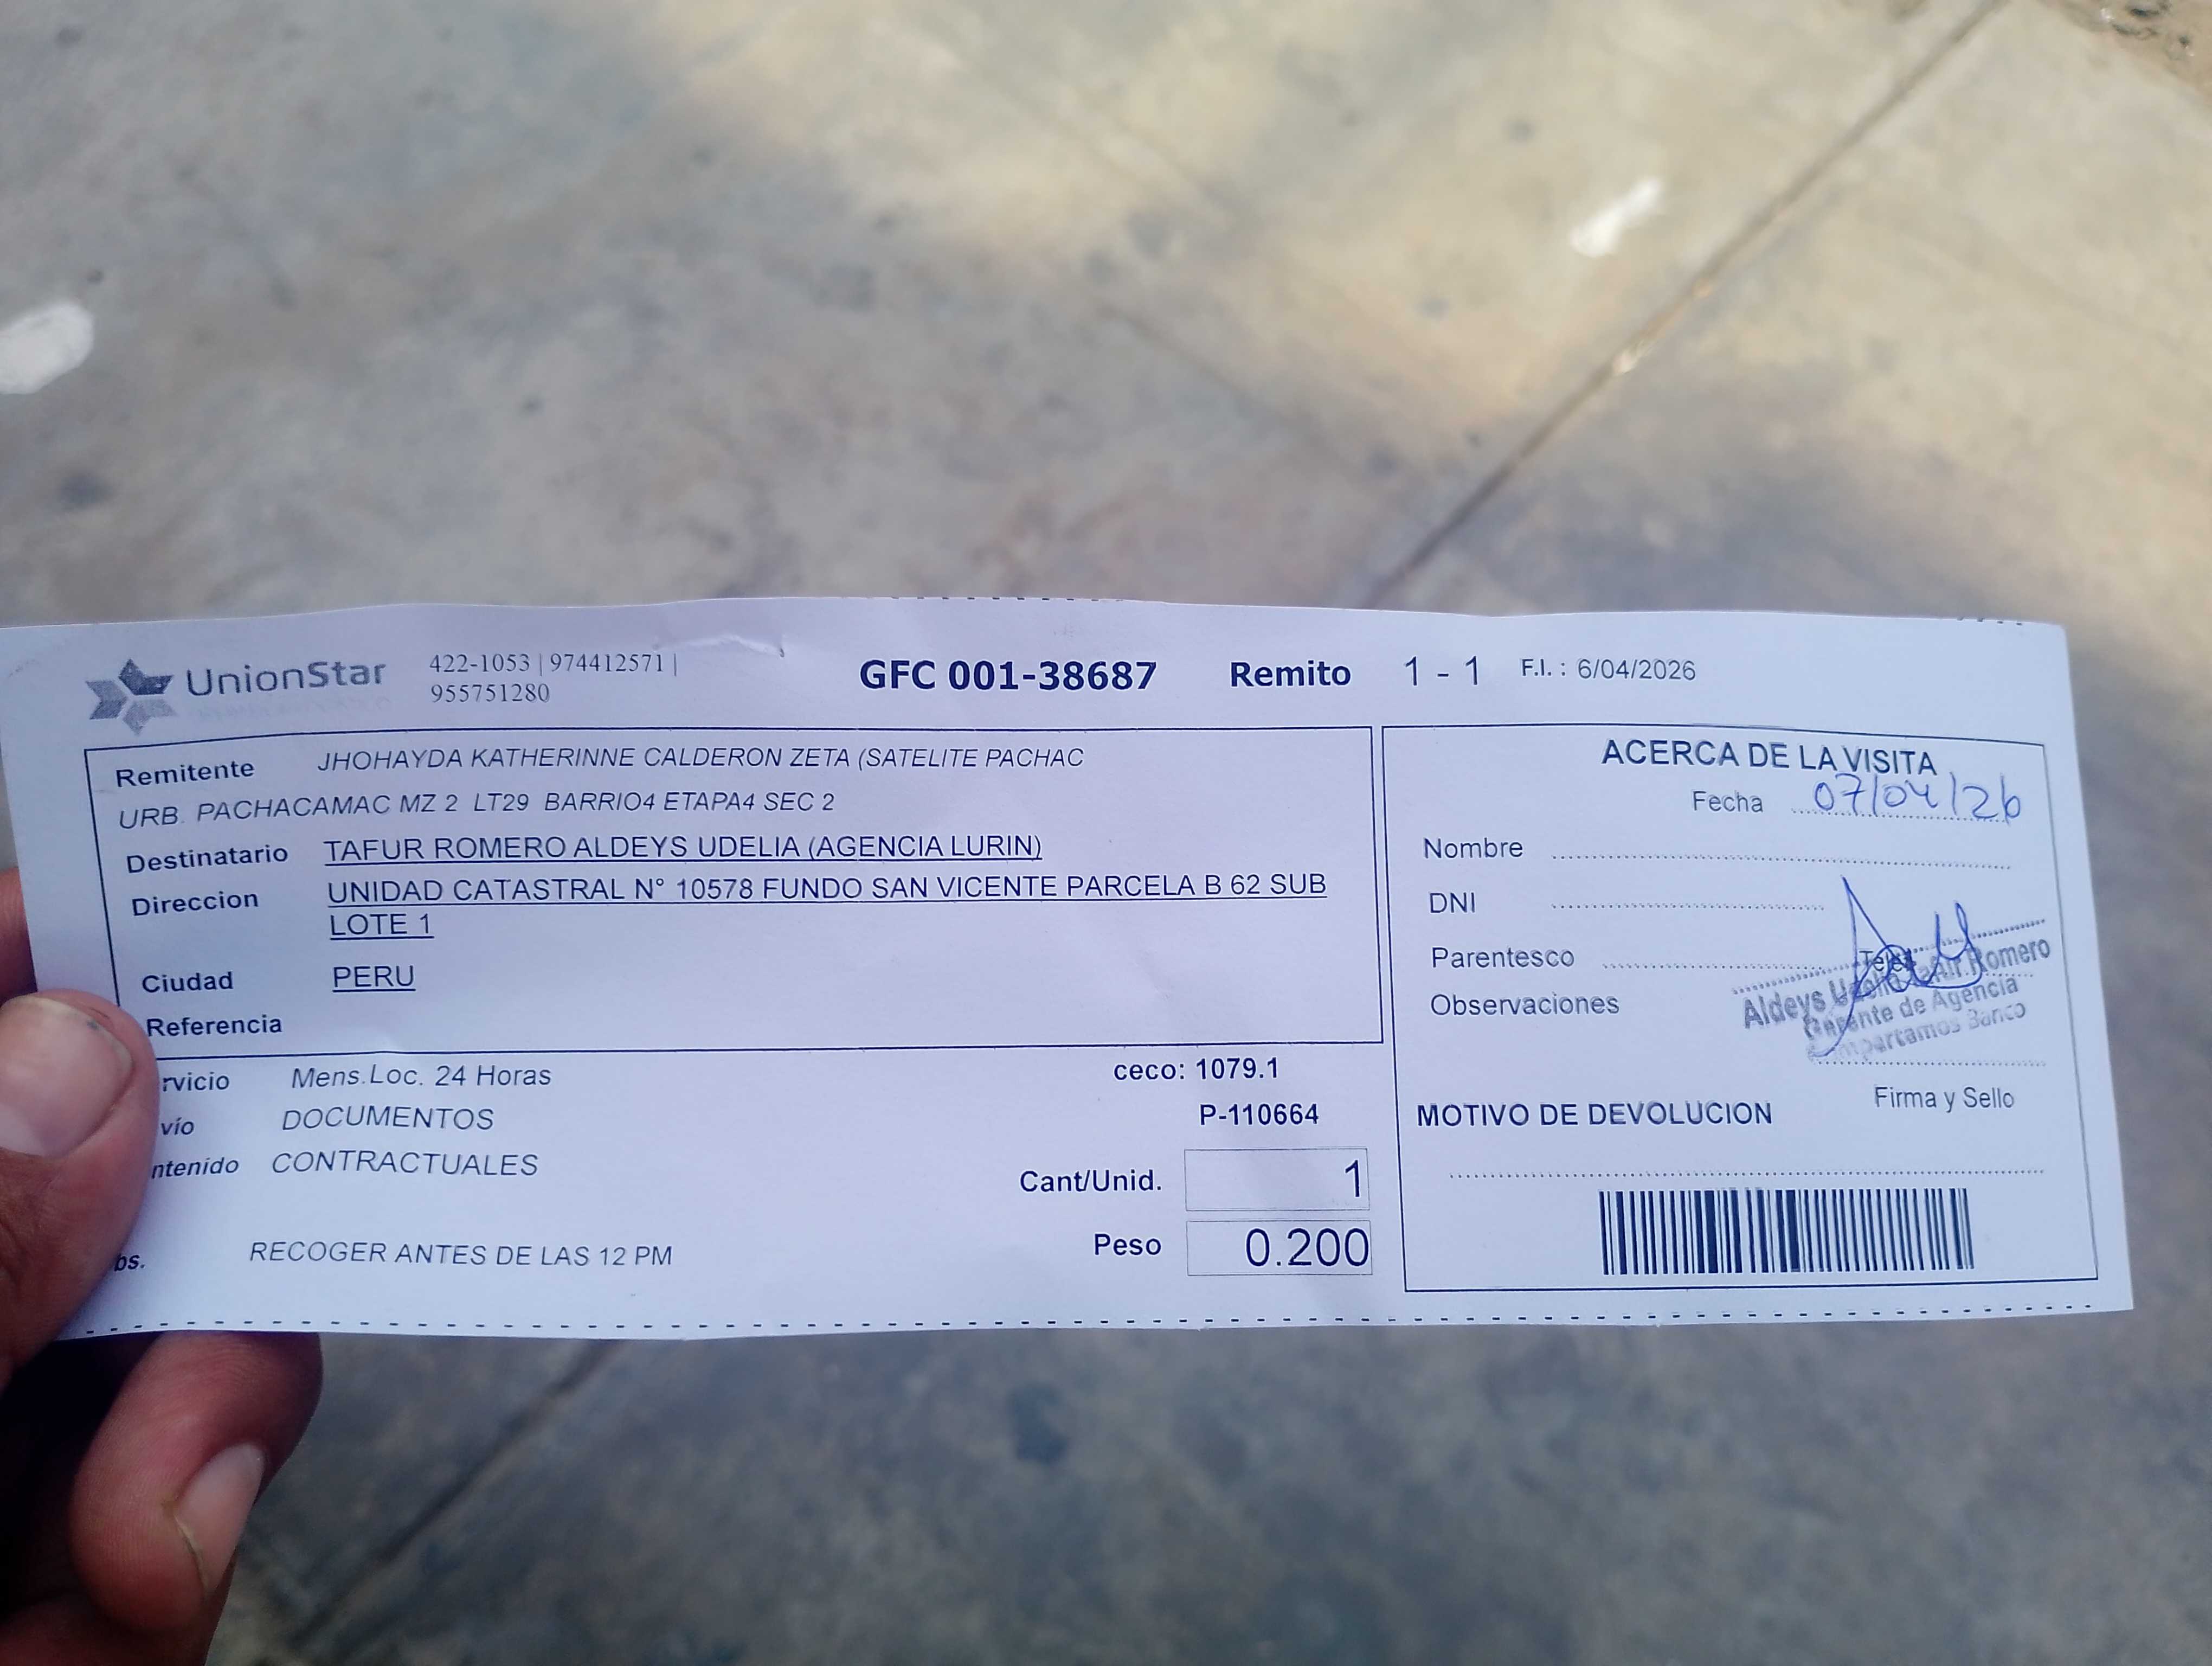 UnionStar
422-1053 | 974412571 |
955751280
GFC 001-38687 Remito 1 - 1 F.I. : 6/04/2026
Remitente JHOHAYDA KATHERINNE CALDERON ZETA (SATELITE PACHAC
URB. PACHACAMAC MZ 2 LT29 BARRIO4 ETAPA4 SEC 2
Destinatario TAFUR ROMERO ALDEYS UDELIA (AGENCIA LURIN)
Direccion UNIDAD CATASTRAL N° 10578 FUNDO SAN VICENTE PARCELA B 62 SUB
LOTE 1
Ciudad PERU
Referencia
rvicio Mens.Loc. 24 Horas
vío DOCUMENTOS
ntenido CONTRACTUALES
bs. RECOGER ANTES DE LAS 12 PM
ceco: 1079.1
P-110664
Cant/Unid. 1
Peso 0.200
ACERCA DE LA VISITA
Fecha 07/04/26
Nombre
DNI
Parentesco
Observaciones
Aldeys Romero
Gerente de Agencia
Banco
Firma y Sello
MOTIVO DE DEVOLUCION